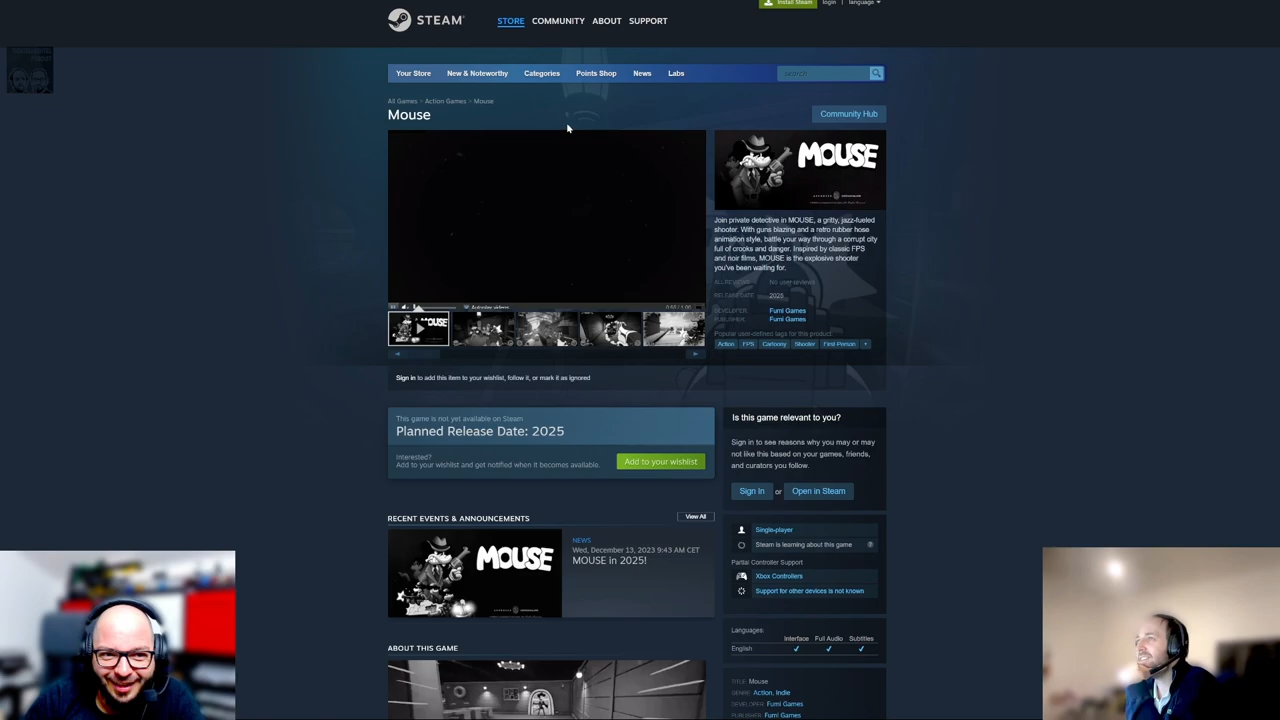 Install Steam
login
language
STEAM
STORE
COMMUNITY
ABOUT
SUPPORT
Your Store
New & Noteworthy
Categories
Points Shop
News
Labs
search
All Games > Action Games > Mouse
Mouse
Community Hub
MOUSE
Join private detective in MOUSE, a gritty, jazz-fueled
shooter. With guns blazing and a retro rubber hose
animation style, battle your way through a corrupt city
full of crooks and danger. Inspired by classic FPS
and noir films, MOUSE is the explosive shooter
you've been waiting for.
ALL REVIEWS:
No user reviews
RELEASE DATE:
2025
DEVELOPER:
Fumi Games
PUBLISHER:
Fumi Games
Popular user-defined tags for this product:
Action
FPS
Cartoony
Shooter
First-Person
+
Autoplay videos
MOUSE
Sign in to add this item to your wishlist, follow it, or mark it as ignored
This game is not yet available on Steam
Planned Release Date: 2025
Interested?
Add to your wishlist and get notified when it becomes available.
Add to your wishlist
Is this game relevant to you?
Sign in to see reasons why you may or may
not like this based on your games, friends,
and curators you follow.
Sign In
or
Open in Steam
RECENT EVENTS & ANNOUNCEMENTS
View All
MOUSE
NEWS
Wed, December 13, 2023 9:43 AM CET
MOUSE in 2025!
Single-player
Steam is learning about this game
?
Partial Controller Support
Xbox Controllers
Support for other devices is not known
Languages:
Interface
Full Audio
Subtitles
English
✔
✔
✔
ABOUT THIS GAME
TITLE: Mouse
GENRE: Action, Indie
DEVELOPER: Fumi Games
PUBLISHER: Fumi Games